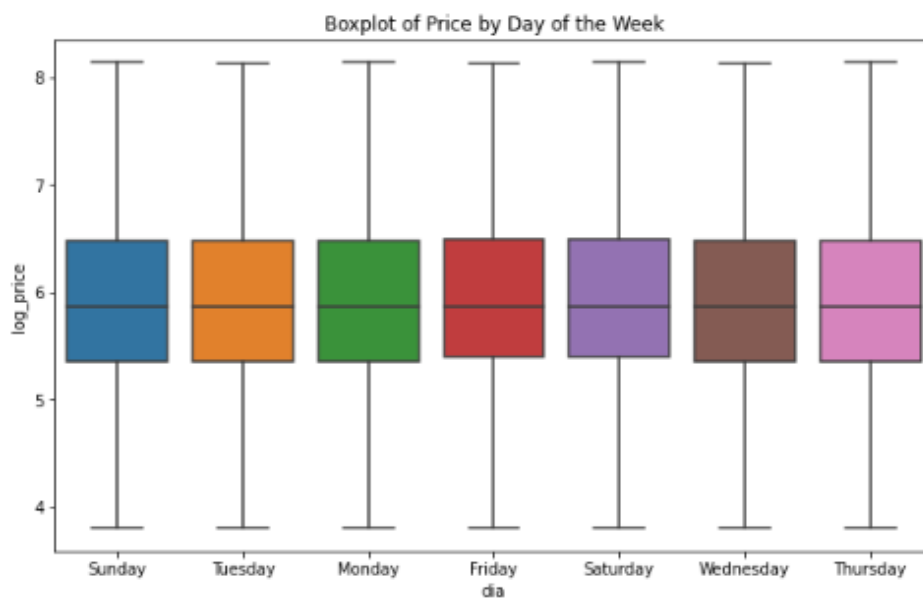 Boxplot of Price by Day of the Week
8
7
6
5
4
log_price
Sunday Tuesday Monday Friday Saturday Wednesday Thursday
dia